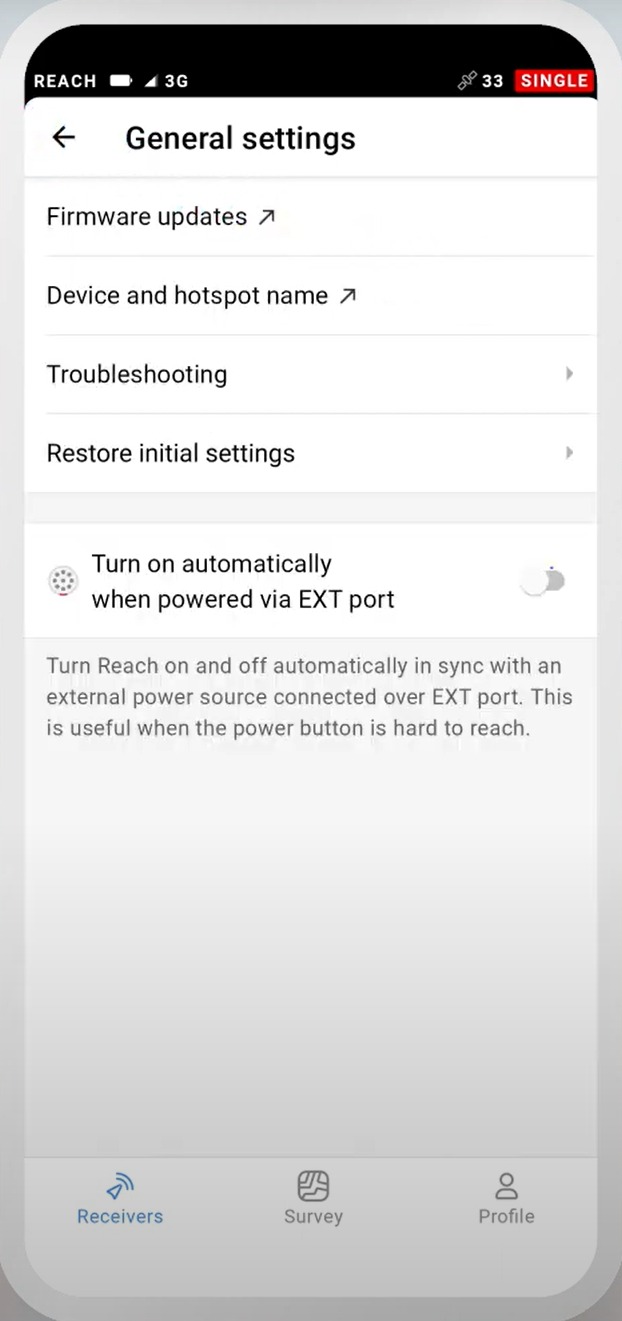 REACH 3G 33 SINGLE
General settings
Firmware updates
Device and hotspot name
Troubleshooting
Restore initial settings
Turn on automatically
when powered via EXT port
Turn Reach on and off automatically in sync with an
external power source connected over EXT port. This
is useful when the power button is hard to reach.
Receivers Survey Profile